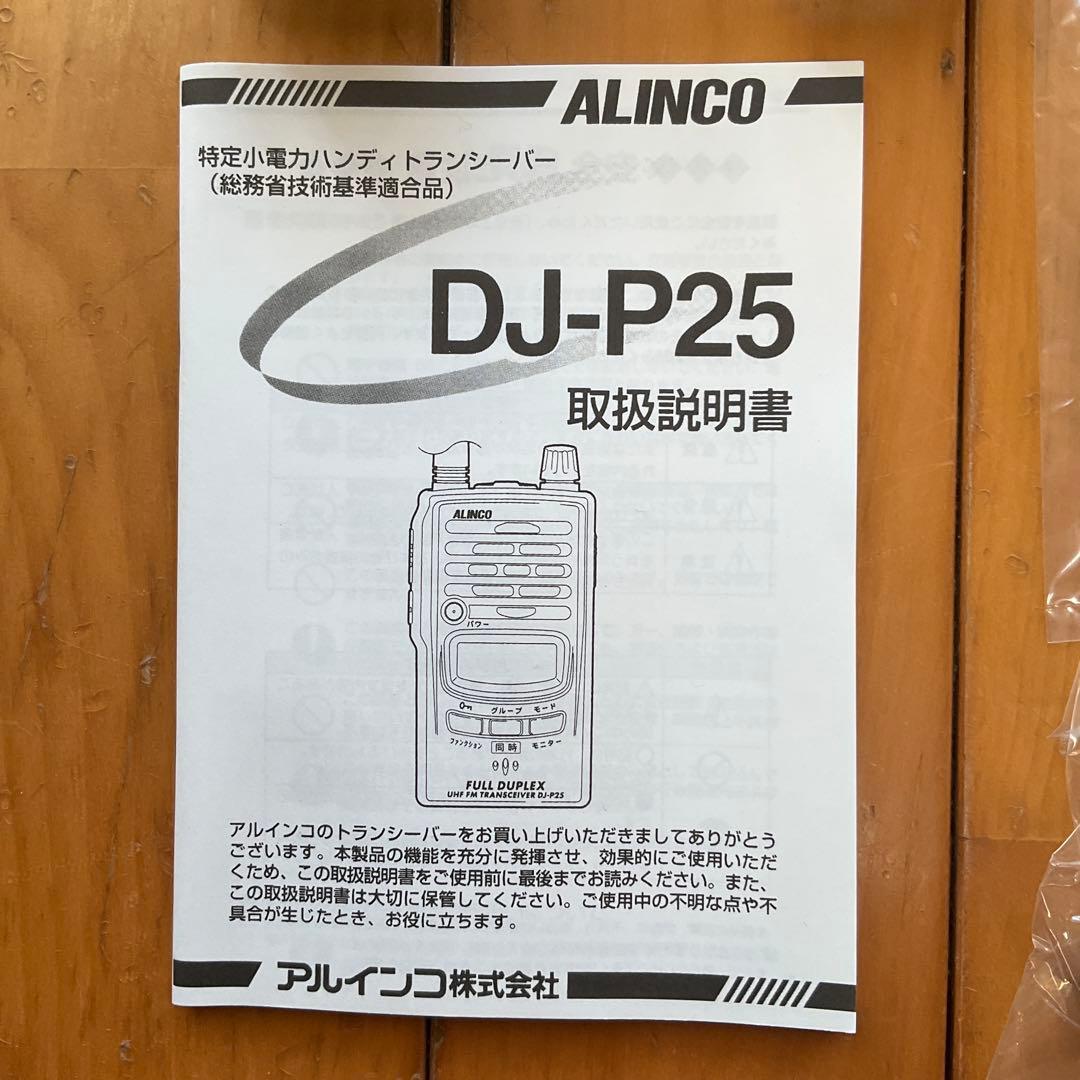 ALINCO
特定小電力ハンディトランシーバー
（総務省技術基準適合品）
DJ-P25
取扱説明書
ALINCO
パワー
グループ モード
ファンクション 同時 モニター
FULL DUPLEX
UHF FM TRANSCEIVER DJ-P25
アルインコのトランシーバーをお買い上げいただきましてありがとう
ございます。本製品の機能を充分に発揮させ、効果的にご使用いただ
くため、この取扱説明書をご使用前に最後までお読みください。また、
この取扱説明書は大切に保管してください。ご使用中の不明な点や不
具合が生じたとき、お役に立ちます。
アルインコ株式会社